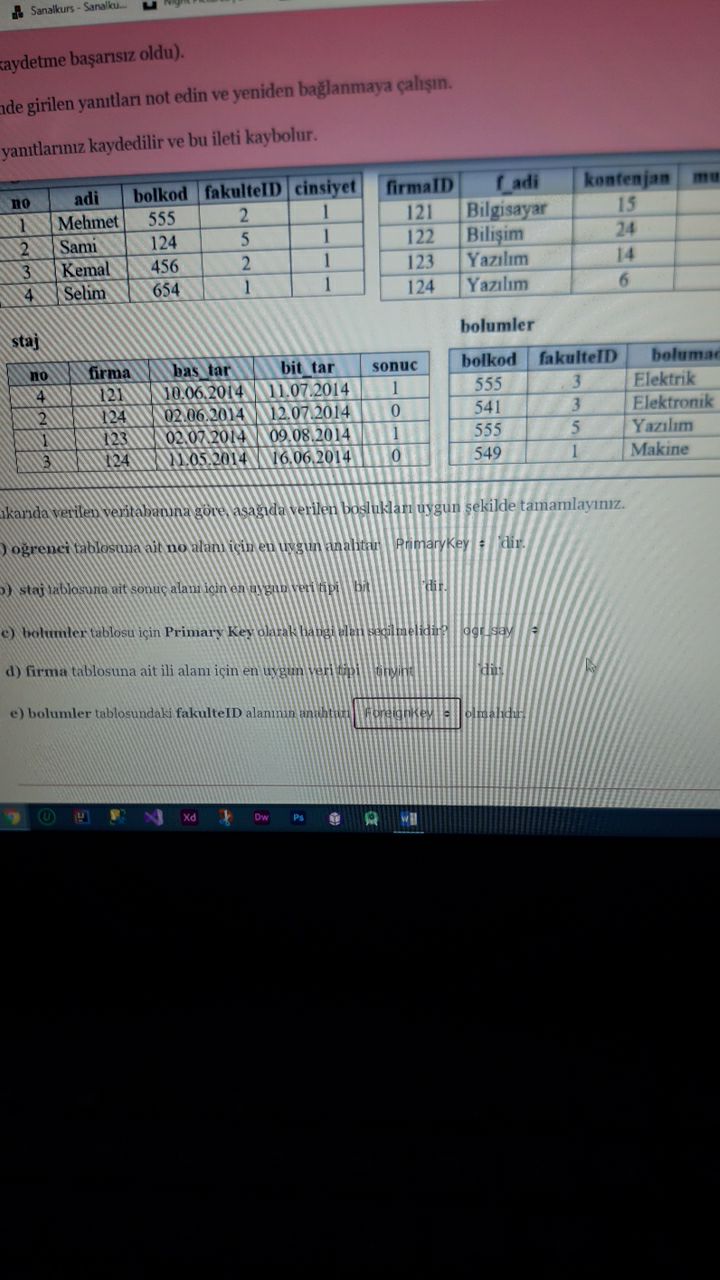 Sanalkurs - Sanalku...
kaydetme başarısız oldu).
nde girilen yanıtları not edin ve yeniden bağlanmaya çalışın.
yanıtlarınız kaydedilir ve bu ileti kaybolur.
no adi bolkod fakulteID cinsiyet
1 Mehmet 555 2 1
2 Sami 124 5 1
3 Kemal 456 2 1
4 Selim 654 1 1
firmaID f_adi kontenjan mu
121 Bilgisayar 15
122 Bilişim 24
123 Yazılım 14
124 Yazılım 6
staj
no firma bas_tar bit_tar sonuc
4 121 10.06.2014 11.07.2014 1
2 124 02.06.2014 12.07.2014 0
1 123 02.07.2014 09.08.2014 1
3 124 11.05.2014 16.06.2014 0
bolumler
bolkod fakulteID bolumad
555 3 Elektrik
541 3 Elektronik
555 5 Yazılım
549 1 Makine
ukarıda verilen veritabanına göre, aşağıda verilen boşlukları uygun şekilde tamamlayınız.
) öğrenci tablosuna ait no alanı için en uygun anahtar PrimaryKey 'dir.
b) staj tablosuna ait sonuç alanı için en uygun veri tipi bit 'dir.
c) bolumler tablosu için Primary Key olarak hangi alan seçilmelidir? ogr_say
d) firma tablosuna ait ili alanı için en uygun veri tipi tinyint 'dir.
e) bolumler tablosundaki fakulteID alanının anahtarı ForeignKey olmalıdır.
Xd
Dw
Ps